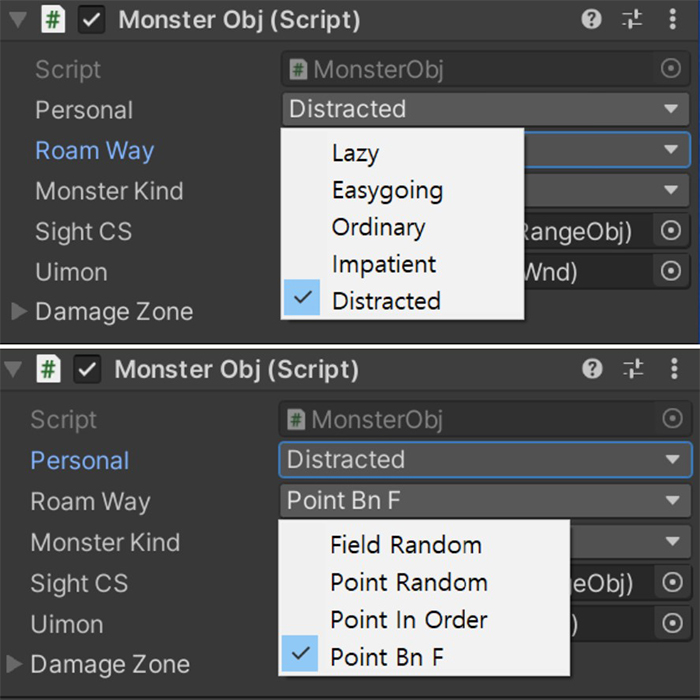 # Monster Obj (Script)
Script # MonsterObj
Personal Distracted
Roam Way
Lazy
Monster Kind
Easygoing
Sight CS
Ordinary RangeObj)
Uimon
Impatient Wnd)
Damage Zone
Distracted
# Monster Obj (Script)
Script # MonsterObj
Personal Distracted
Roam Way Point Bn F
Monster Kind
Field Random
Sight CS
Point Random geObj)
Uimon
Point In Order )
Damage Zone
Point Bn F